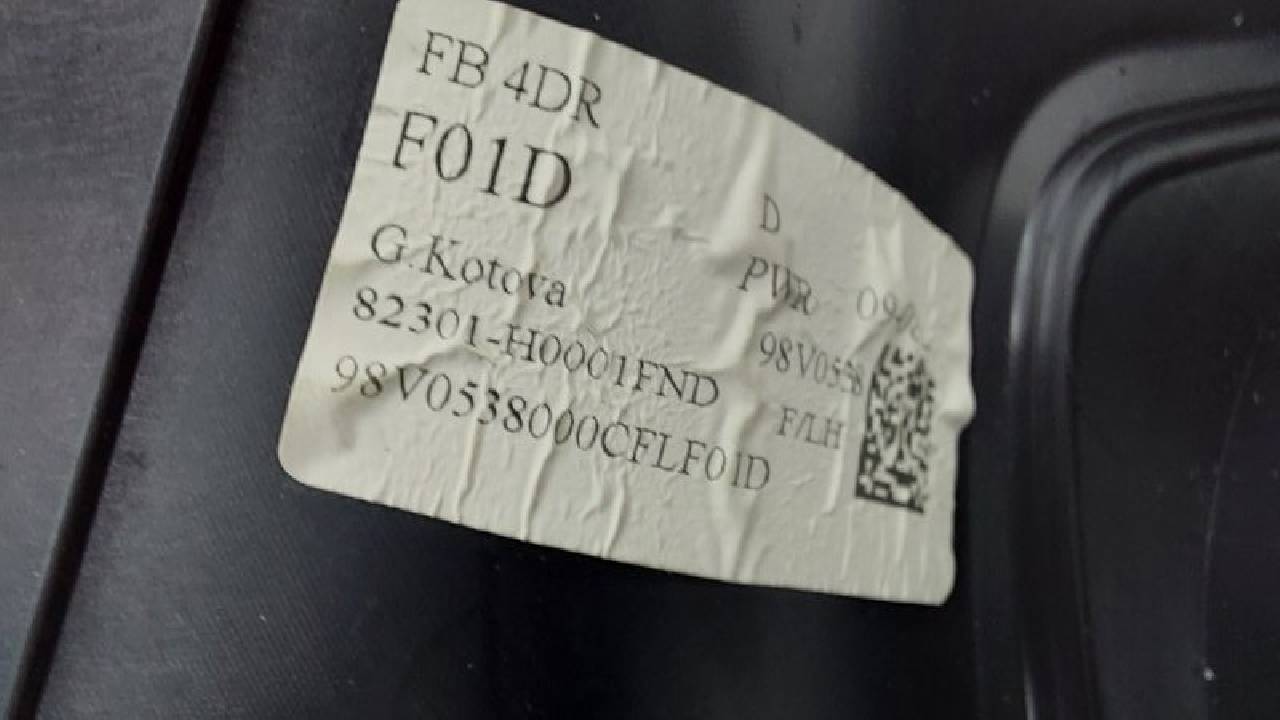 FB 4DR
F01D
D
G.Kotova
PWR
82301-H0001FND
98V0538
98V0538000CFLF01D
F/LH